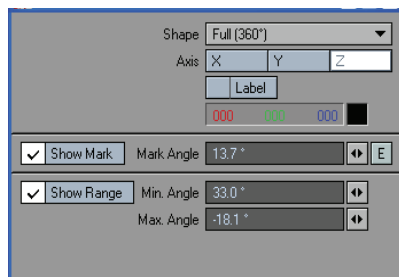 Shape Full (360°)
Axis X Y Z
Label
000 000 000
Show Mark Mark Angle 13.7 ° E
Show Range Min. Angle 33.0 °
Max. Angle -18.1 °